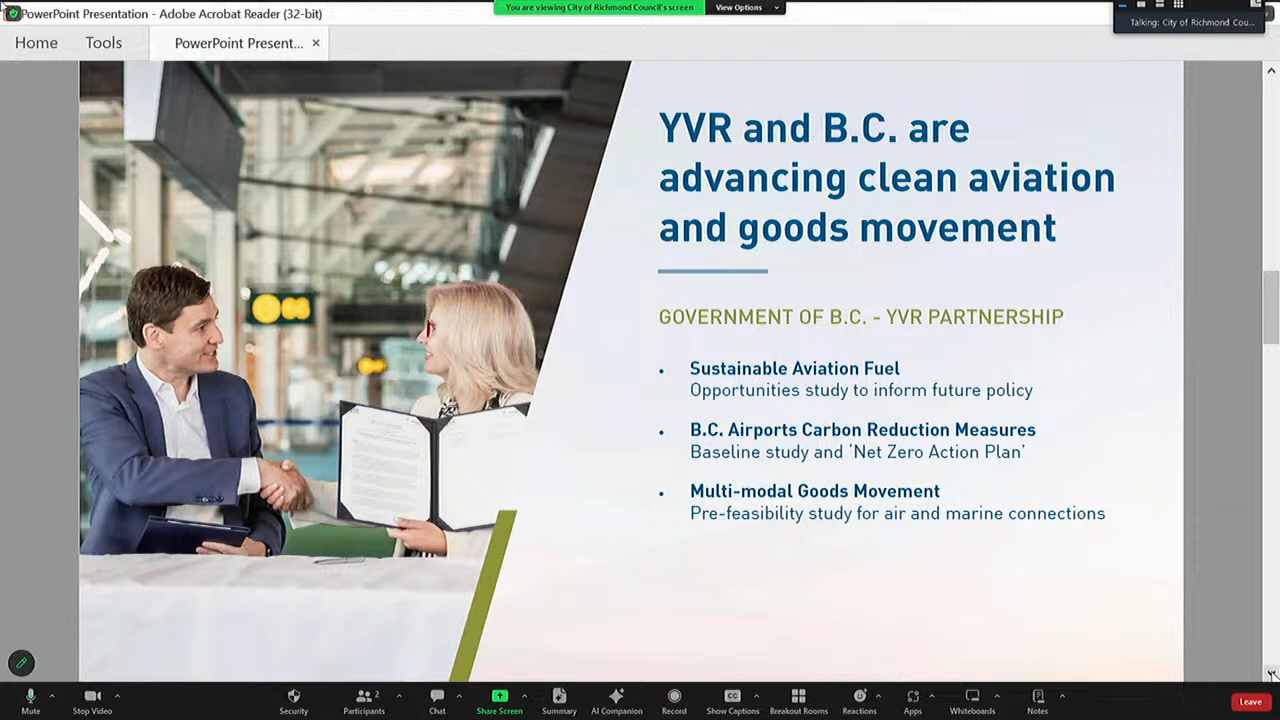 PowerPoint Presentation - Adobe Acrobat Reader (32-bit)
You are viewing City of Richmond Council's screen
View Options
Talking: City of Richmond Cou...
Home
Tools
PowerPoint Present...
YVR and B.C. are
advancing clean aviation
and goods movement
GOVERNMENT OF B.C. - YVR PARTNERSHIP
• Sustainable Aviation Fuel
Opportunities study to inform future policy
• B.C. Airports Carbon Reduction Measures
Baseline study and ‘Net Zero Action Plan’
• Multi-modal Goods Movement
Pre-feasibility study for air and marine connections
Mute
Stop Video
Security
Participants
2
Chat
Share Screen
Summary
AI Companion
Record
CC
Show Captions
Breakout Rooms
Reactions
Apps
Whiteboards
Notes
Leave